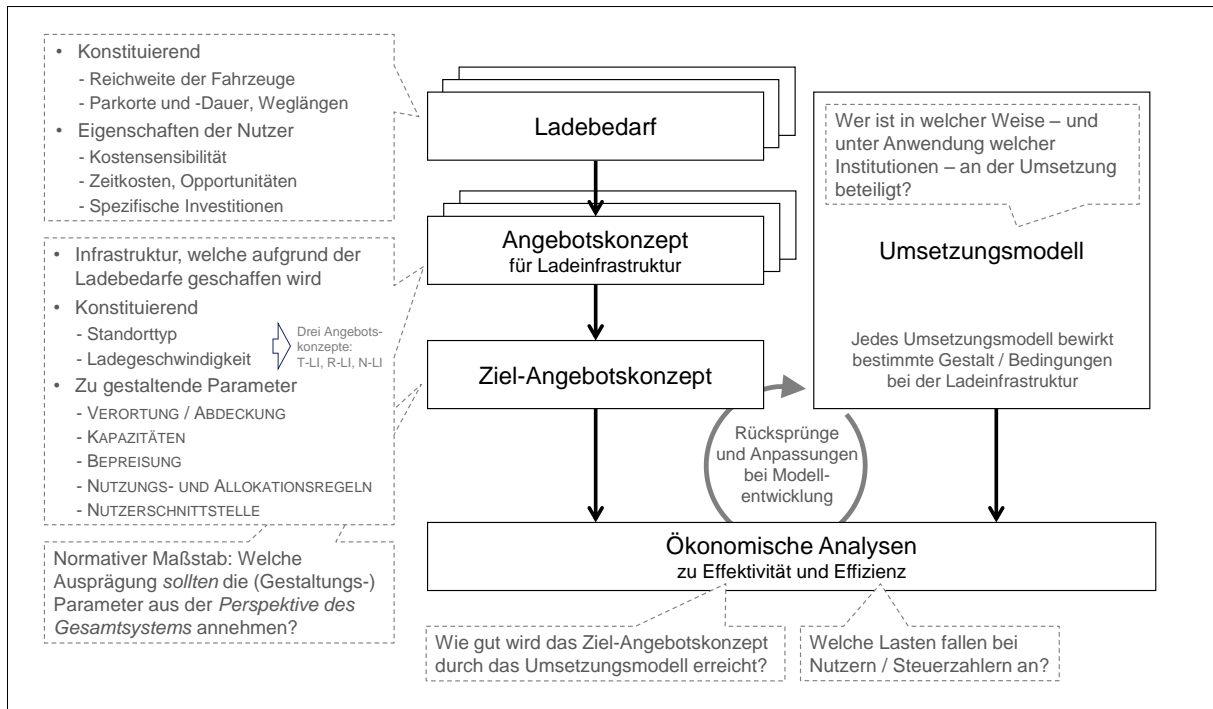 • Konstituierend
- Reichweite der Fahrzeuge
- Parkorte und -Dauer, Weglängen
• Eigenschaften der Nutzer
- Kostensensibilität
- Zeitkosten, Opportunitäten
- Spezifische Investitionen
Ladebedarf
Wer ist in welcher Weise – und
unter Anwendung welcher
Institutionen – an der Umsetzung
beteiligt?
• Infrastruktur, welche aufgrund der
Ladebedarfe geschaffen wird
• Konstituierend
- Standorttyp
- Ladegeschwindigkeit
Drei Angebots-
konzepte:
T-LI, R-LI, N-LI
• Zu gestaltende Parameter
- VERORTUNG / ABDECKUNG
- KAPAZITÄTEN
- BEPREISUNG
- NUTZUNGS- UND ALLOKATIONSREGELN
- NUTZERSCHNITTSTELLE
Angebotskonzept
für Ladeinfrastruktur
Umsetzungsmodell
Jedes Umsetzungsmodell bewirkt
bestimmte Gestalt / Bedingungen
bei der Ladeinfrastruktur
Ziel-Angebotskonzept
Rücksprünge
und Anpassungen
bei Modell-
entwicklung
Normativer Maßstab: Welche
Ausprägung sollten die (Gestaltungs-)
Parameter aus der Perspektive des
Gesamtsystems annehmen?
Ökonomische Analysen
zu Effektivität und Effizienz
Wie gut wird das Ziel-Angebotskonzept
durch das Umsetzungsmodell erreicht?
Welche Lasten fallen bei
Nutzern / Steuerzahlern an?